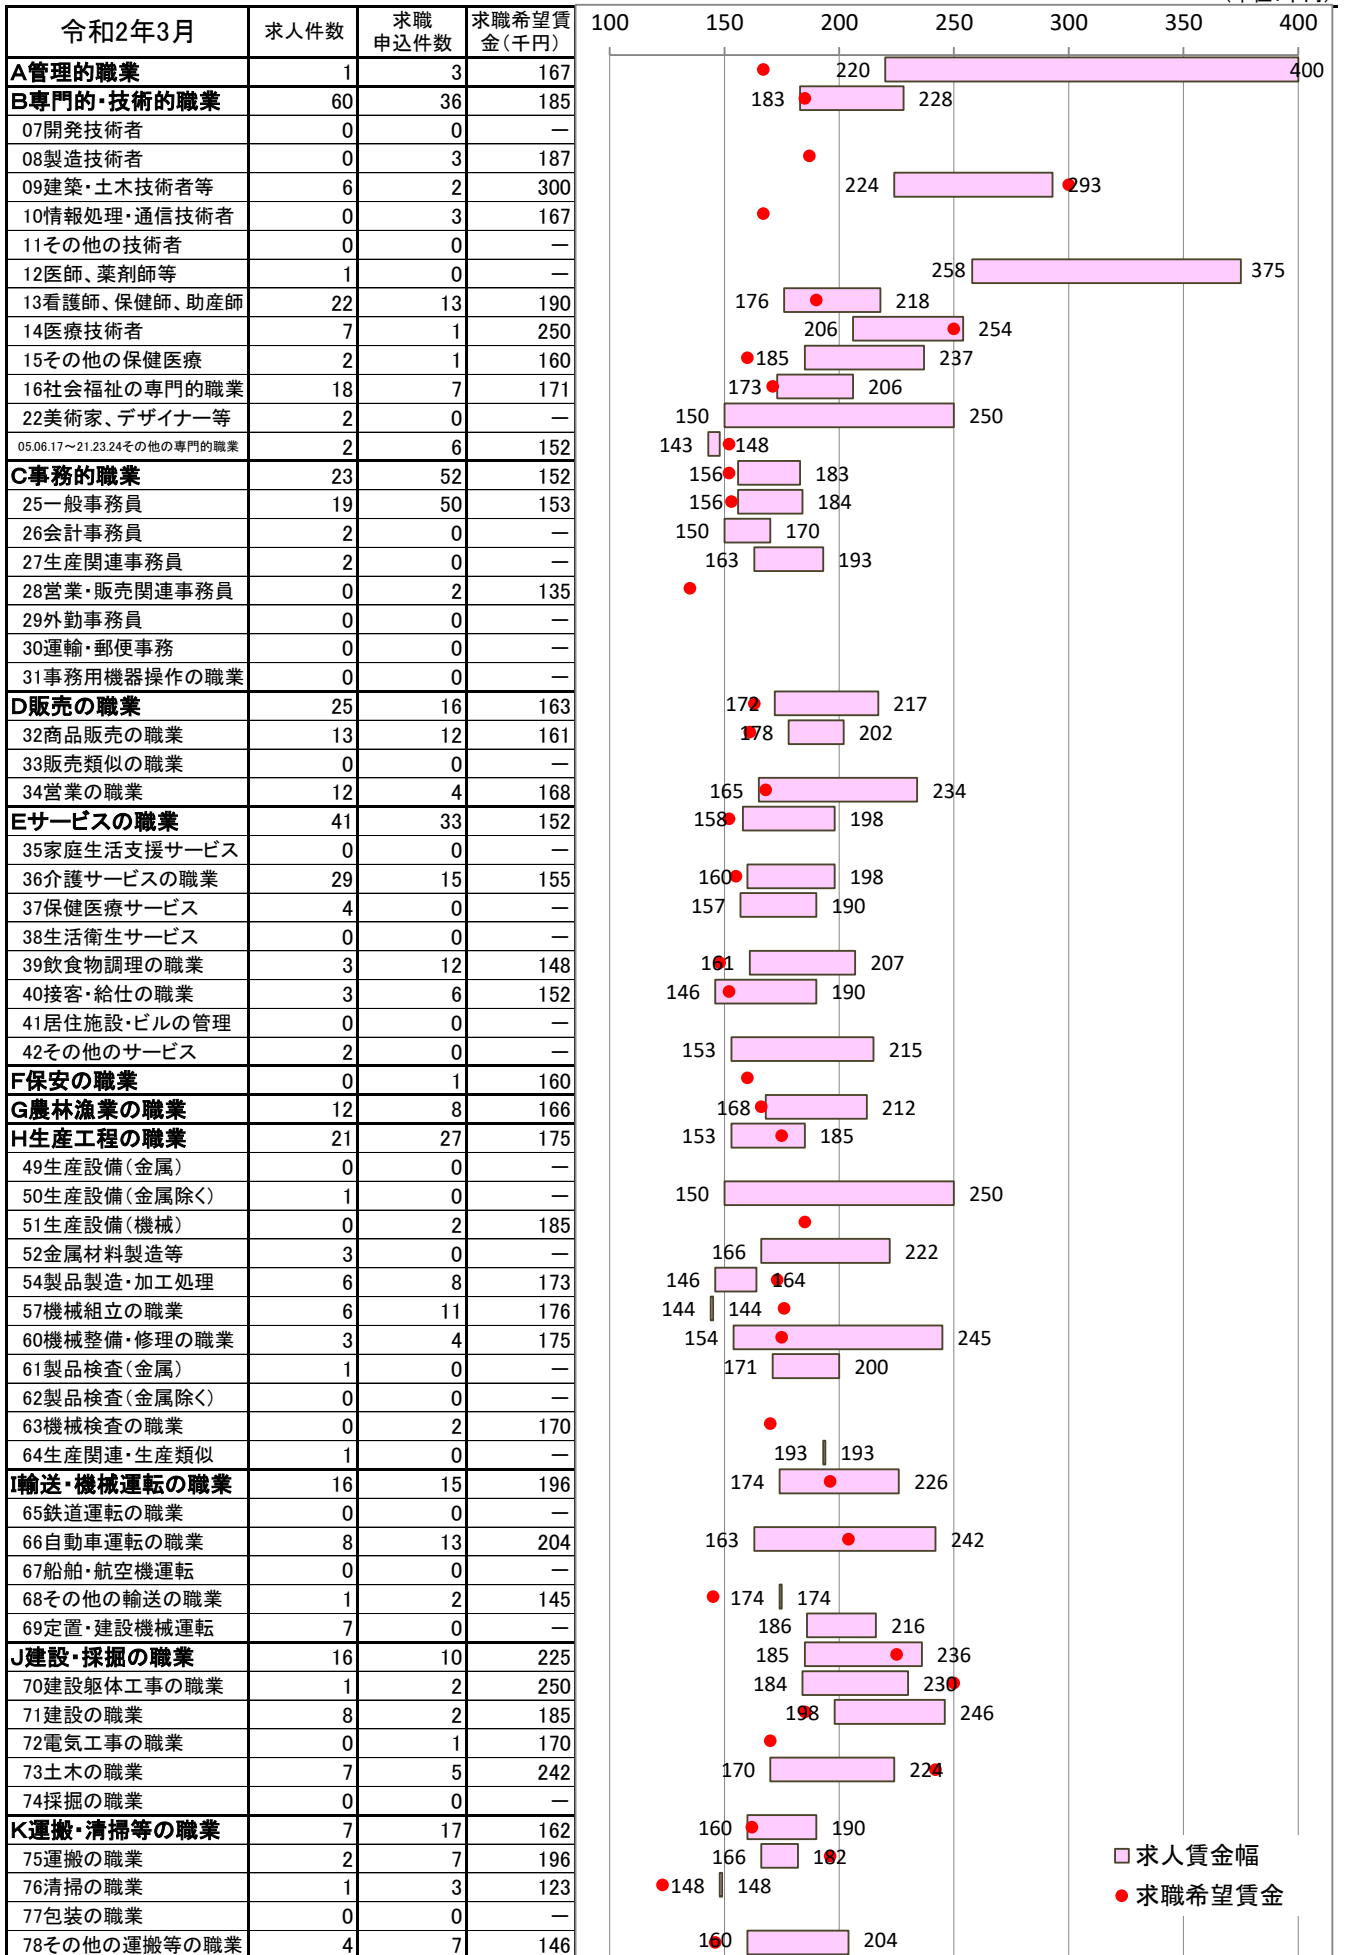 令和2年3月 求人件数 求職申込件数 求職希望賃金(千円) 100 150 200 250 300 350 400
A管理的職業 1 3 167 220 400
B専門的・技術的職業 60 36 185 183 228
07開発技術者 0 0 ―
08製造技術者 0 3 187
09建築・土木技術者等 6 2 300 224 293
10情報処理・通信技術者 0 3 167
11その他の技術者 0 0 ―
12医師、薬剤師等 1 0 ― 258 375
13看護師、保健師、助産師 22 13 190 176 218
14医療技術者 7 1 250 206 254
15その他の保健医療 2 1 160 185 237
16社会福祉の専門的職業 18 7 171 173 206
22美術家、デザイナー等 2 0 ― 150 250
05.06.17～21.23.24その他の専門的職業 2 6 152 143 148
C事務的職業 23 52 152 156 183
25一般事務員 19 50 153 156 184
26会計事務員 2 0 ― 150 170
27生産関連事務員 2 0 ― 163 193
28営業・販売関連事務員 0 2 135
29外勤事務員 0 0 ―
30運輸・郵便事務 0 0 ―
31事務用機器操作の職業 0 0 ―
D販売の職業 25 16 163 172 217
32商品販売の職業 13 12 161 178 202
33販売類似の職業 0 0 ―
34営業の職業 12 4 168 165 234
Eサービスの職業 41 33 152 158 198
35家庭生活支援サービス 0 0 ―
36介護サービスの職業 29 15 155 160 198
37保健医療サービス 4 0 ― 157 190
38生活衛生サービス 0 0 ―
39飲食物調理の職業 3 12 148 161 207
40接客・給仕の職業 3 6 152 146 190
41居住施設・ビルの管理 0 0 ―
42その他のサービス 2 0 ― 153 215
F保安の職業 0 1 160
G農林漁業の職業 12 8 166 168 212
H生産工程の職業 21 27 175 153 185
49生産設備(金属) 0 0 ―
50生産設備(金属除く) 1 0 ― 150 250
51生産設備(機械) 0 2 185
52金属材料製造等 3 0 ― 166 222
54製品製造・加工処理 6 8 173 146 164
57機械組立の職業 6 11 176 144 144
60機械整備・修理の職業 3 4 175 154 245
61製品検査(金属) 1 0 ― 171 200
62製品検査(金属除く) 0 0 ―
63機械検査の職業 0 2 170
64生産関連・生産類似 1 0 ― 193 193
I輸送・機械運転の職業 16 15 196 174 226
65鉄道運転の職業 0 0 ―
66自動車運転の職業 8 13 204 163 242
67船舶・航空機運転 0 0 ―
68その他の輸送の職業 1 2 145 174 174
69定置・建設機械運転 7 0 ― 186 216
J建設・採掘の職業 16 10 225 185 236
70建設躯体工事の職業 1 2 250 184 230
71建設の職業 8 2 185 198 246
72電気工事の職業 0 1 170
73土木の職業 7 5 242 170 224
74採掘の職業 0 0 ―
K運搬・清掃等の職業 7 17 162 160 190
75運搬の職業 2 7 196 166 182 求人賃金幅
76清掃の職業 1 3 123 148 148 求職希望賃金
77包装の職業 0 0 ―
78その他の運搬等の職業 4 7 146 160 204